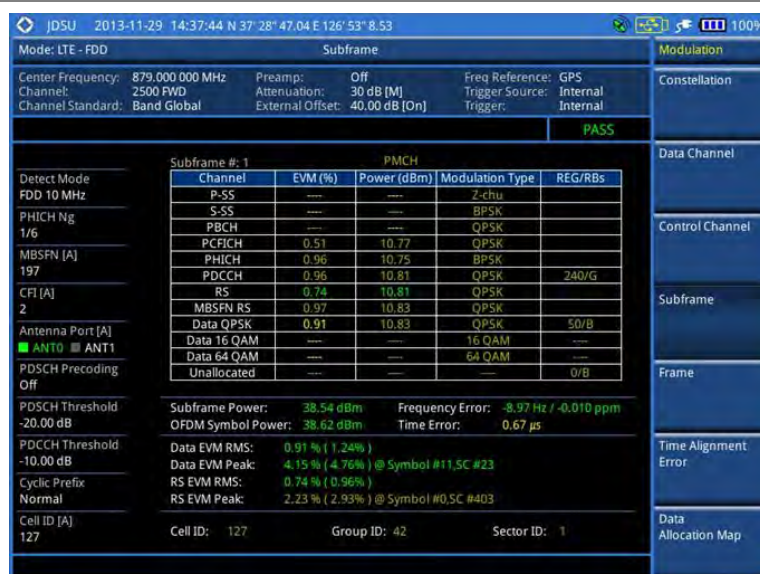 JDSU 2013-11-29 14:37:44 N 37° 28" 47.04 E 126° 53" 8.53 100%
Mode: LTE - FDD Subframe Modulation
Center Frequency: 879.000 000 MHz Preamp: Off Freq Reference: GPS
Channel: 2500 FWD Attenuation: 30 dB [M] Trigger Source: Internal
Channel Standard: Band Global External Offset: 40.00 dB [On] Trigger: Internal
Constellation
PASS
Data Channel
Subframe #: 1 PMCH
Channel EVM (%) Power (dBm) Modulation Type REG/RBs
P-SS ---- ---- Z-chu
S-SS ---- ---- BPSK
PBCH ---- ---- QPSK
PCFICH 0.51 10.77 QPSK
PHICH 0.96 10.75 BPSK
PDCCH 0.96 10.81 QPSK 240/G
RS 0.74 10.81 QPSK
MBSFN RS 0.97 10.83 QPSK
Data QPSK 0.91 10.83 QPSK 50/B
Data 16 QAM ---- ---- 16 QAM ----
Data 64 QAM ---- ---- 64 QAM ----
Unallocated ---- ---- ---- 0/B
Detect Mode
FDD 10 MHz
PHICH Ng
1/6
MBSFN [A]
197
CFI [A]
2
Antenna Port [A]
ANT0 ANT1
PDSCH Precoding
Off
PDSCH Threshold
-20.00 dB
PDCCH Threshold
-10.00 dB
Cyclic Prefix
Normal
Cell ID [A]
127
Subframe Power: 38.54 dBm Frequency Error: -8.97 Hz / -0.010 ppm
OFDM Symbol Power: 38.62 dBm Time Error: 0.67 µs
Data EVM RMS: 0.91 % ( 1.24% )
Data EVM Peak: 4.15 % ( 4.76% ) @ Symbol #11,SC #23
RS EVM RMS: 0.74 % ( 0.96% )
RS EVM Peak: 2.23 % ( 2.93% ) @ Symbol #0,SC #403
Cell ID: 127 Group ID: 42 Sector ID: 1
Control Channel
Subframe
Frame
Time Alignment
Error
Data
Allocation Map